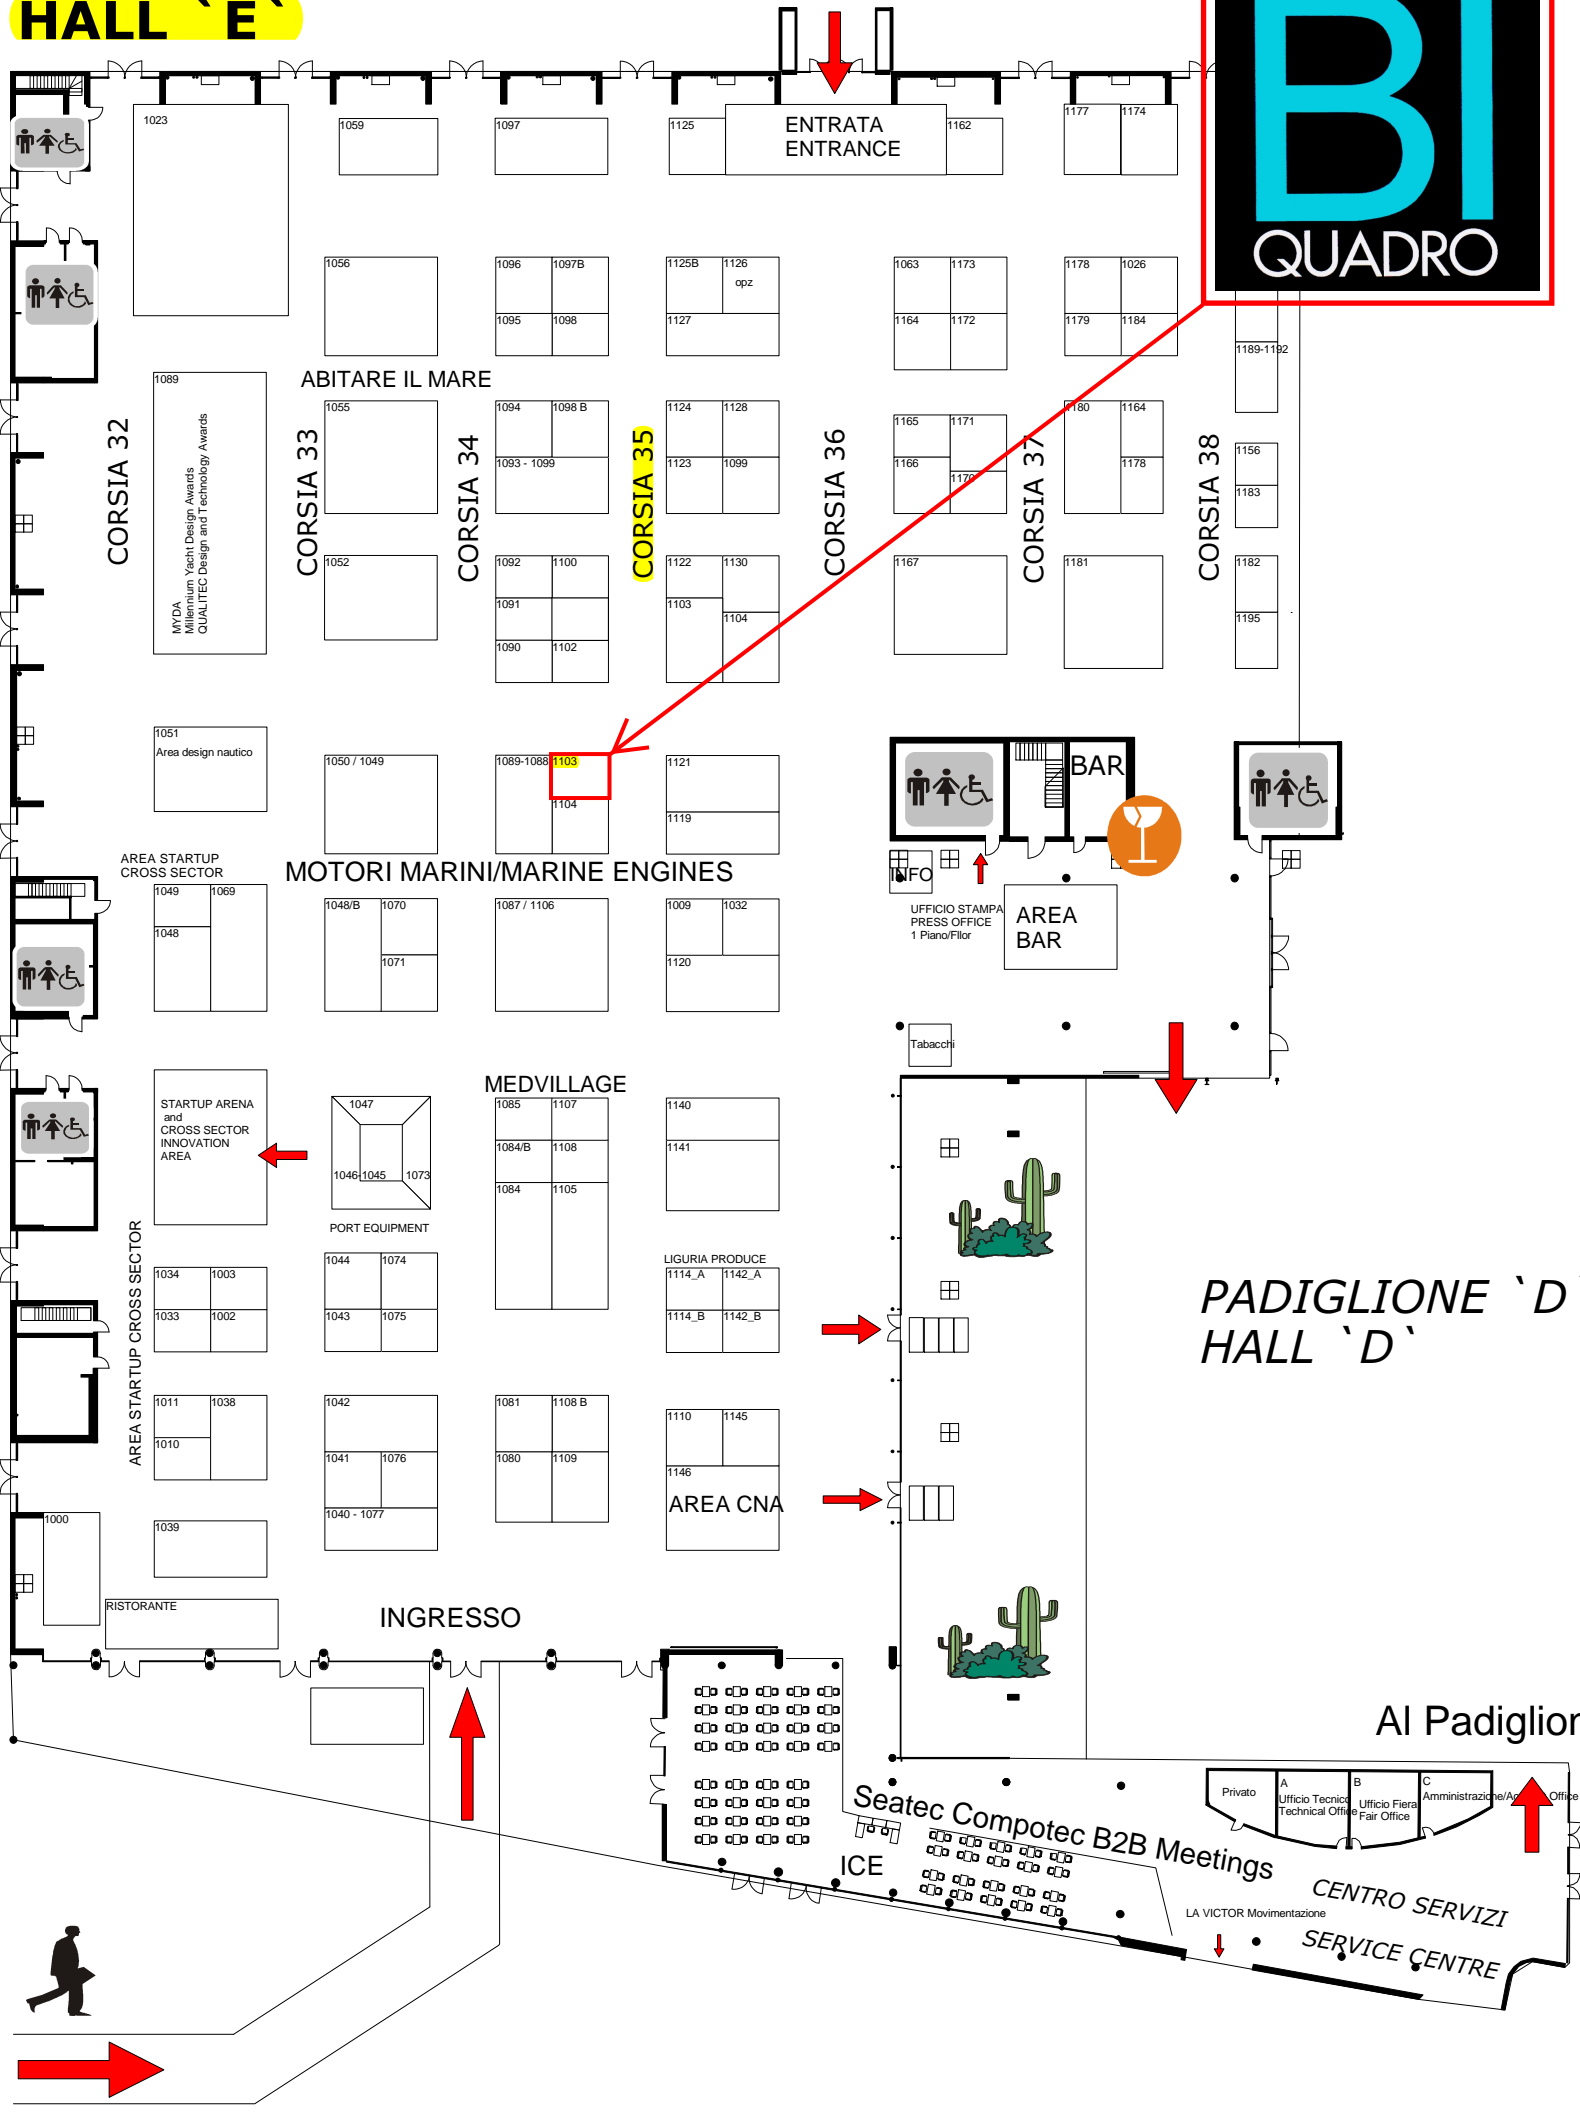 HALL `E`
BI
QUADRO
ENTRATA
ENTRANCE
1023
1059
1097
1125
1162
1177
1174
1056
1096
1097B
1095
1098
1125B
1126
opz
1127
1063
1173
1164
1172
1178
1026
1179
1184
1189-1192
ABITARE IL MARE
1089
MYDA
Millennium Yacht Design Awards
QUALITEC Design and Technology Awards
CORSIA 32
CORSIA 33
CORSIA 34
CORSIA 35
CORSIA 36
CORSIA 37
CORSIA 38
1055
1094
1098 B
1093 - 1099
1124
1128
1123
1099
1165
1171
1166
1170
1180
1164
1178
1156
1183
1052
1092
1100
1091
1090
1102
1122
1130
1103
1104
1167
1181
1182
1195
1051
Area design nautico
1050 / 1049
1089-1088
1103
1104
1121
1119
BAR
INFO
UFFICIO STAMPA
PRESS OFFICE
1 Piano/Fllor
AREA
BAR
Tabacchi
AREA STARTUP
CROSS SECTOR
MOTORI MARINI/MARINE ENGINES
1049
1069
1048
1048/B
1070
1071
1087 / 1106
1009
1032
1120
MEDVILLAGE
STARTUP ARENA
and
CROSS SECTOR
INNOVATION
AREA
1047
1046-1045
1073
PORT EQUIPMENT
1085
1107
1084/B
1108
1084
1105
1140
1141
AREA STARTUP CROSS SECTOR
LIGURIA PRODUCE
1034
1003
1033
1002
1044
1074
1043
1075
1114_A
1142_A
1114_B
1142_B
PADIGLIONE `D`
HALL `D`
1011
1038
1010
1042
1041
1076
1040 - 1077
1081
1108 B
1080
1109
1110
1145
1146
AREA CNA
1000
1039
RISTORANTE
INGRESSO
Al Padiglion
Privato
A
Ufficio Tecnico
Technical Office
B
Ufficio Fiera
Fair Office
C
Office
Seatec Compotec B2B Meetings
ICE
LA VICTOR Movimentazione
CENTRO SERVIZI
SERVICE CENTRE